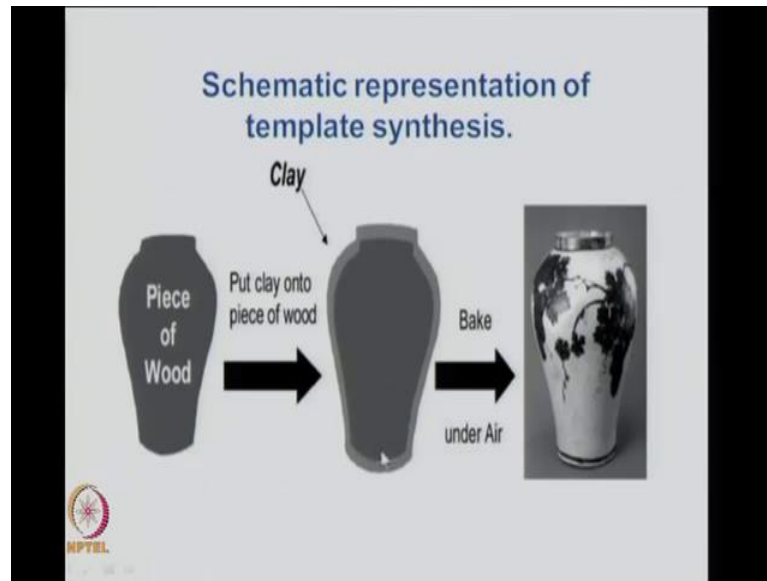 Schematic representation of
template synthesis.
Clay
Piece
of
Wood
Put clay onto
piece of wood
Bake
under Air
NPTEL